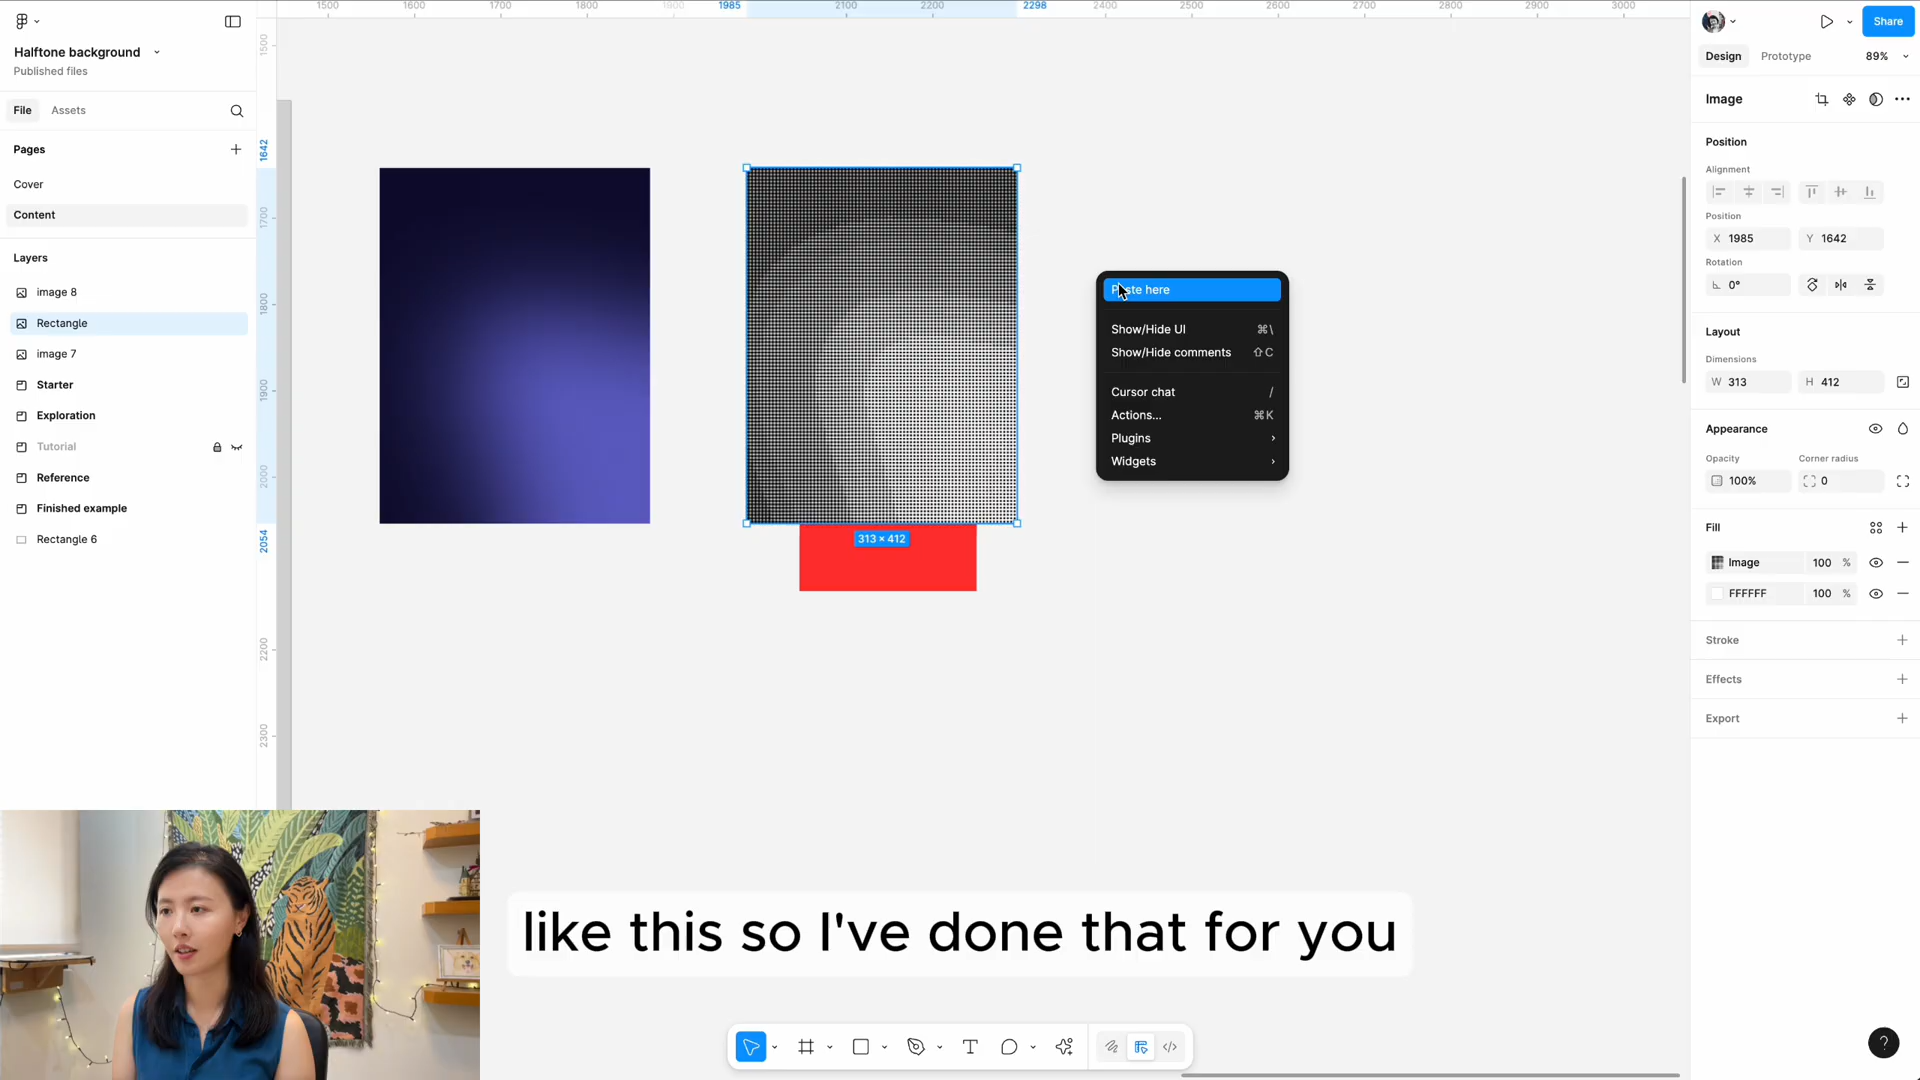 Halftone background
Published files
File
Assets
Pages
Cover
Content
Layers
image 8
Rectangle
image 7
Starter
Exploration
Tutorial
Reference
Finished example
Rectangle 6
1500
1600
1700
1800
1900
1985
2100
2200
2298
2400
2500
2600
2700
2800
2900
3000
1500
1642
1700
1800
1900
2000
2054
2200
2300
313 × 412
Paste here
Show/Hide UI ⌘\
Show/Hide comments ⇧C
Cursor chat /
Actions... ⌘K
Plugins ›
Widgets ›
like this so I've done that for you
Share
Design
Prototype
89%
Image
Position
Alignment
Position
X 1985
Y 1642
Rotation
0°
Layout
Dimensions
W 313
H 412
Appearance
Opacity
Corner radius
100%
0
Fill
Image 100 %
FFFFFF 100 %
Stroke
Effects
Export
?